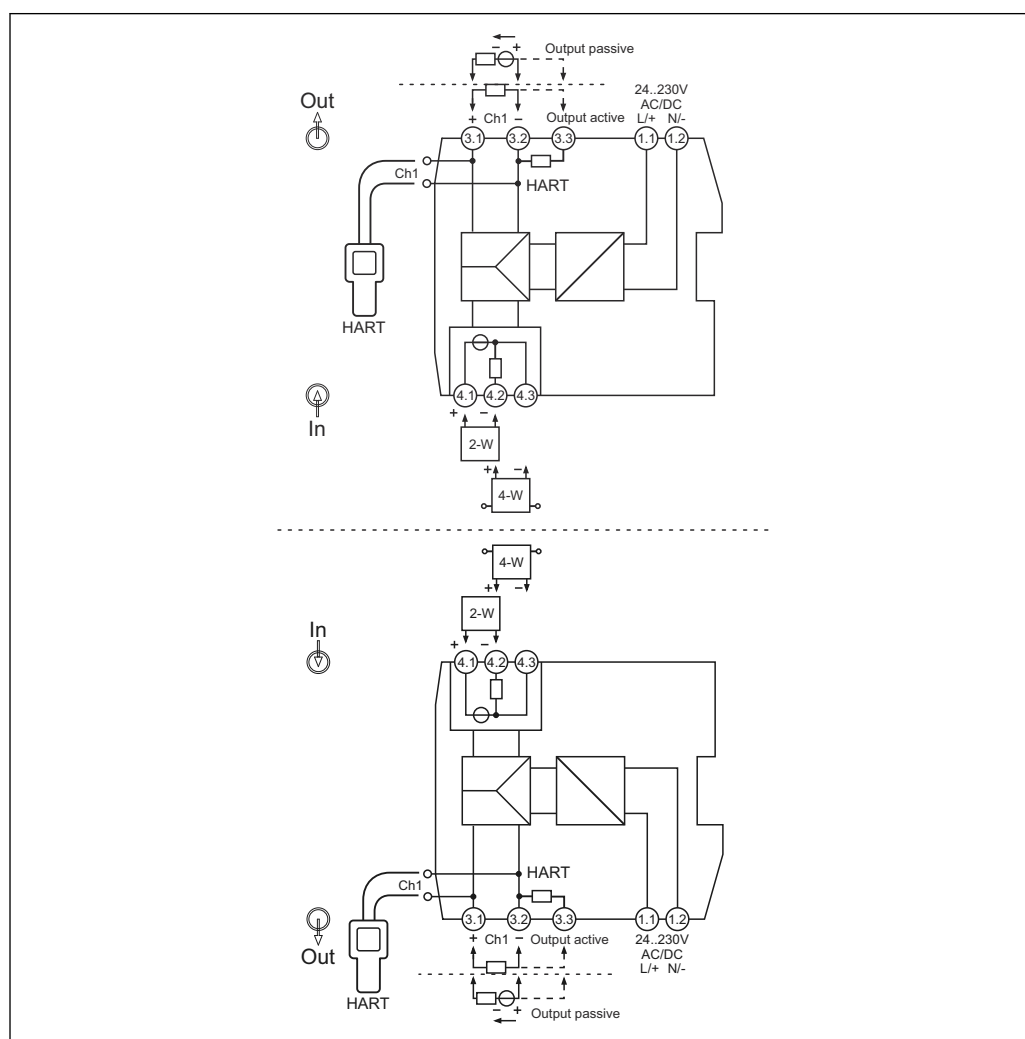 − +
Output passive
24..230V
AC/DC
L/+ N/-
Out
+ Ch1 − Output active
3.1 3.2 3.3 1.1 1.2
Ch1
HART
HART
4.1 4.2 4.3
In
+ −
2-W
+ −
4-W
4-W
+ −
2-W
In
+ −
4.1 4.2 4.3
HART
Ch1
3.1 3.2 3.3 1.1 1.2
+ Ch1 − Output active
24..230V
AC/DC
L/+ N/-
Out
HART
− +
Output passive